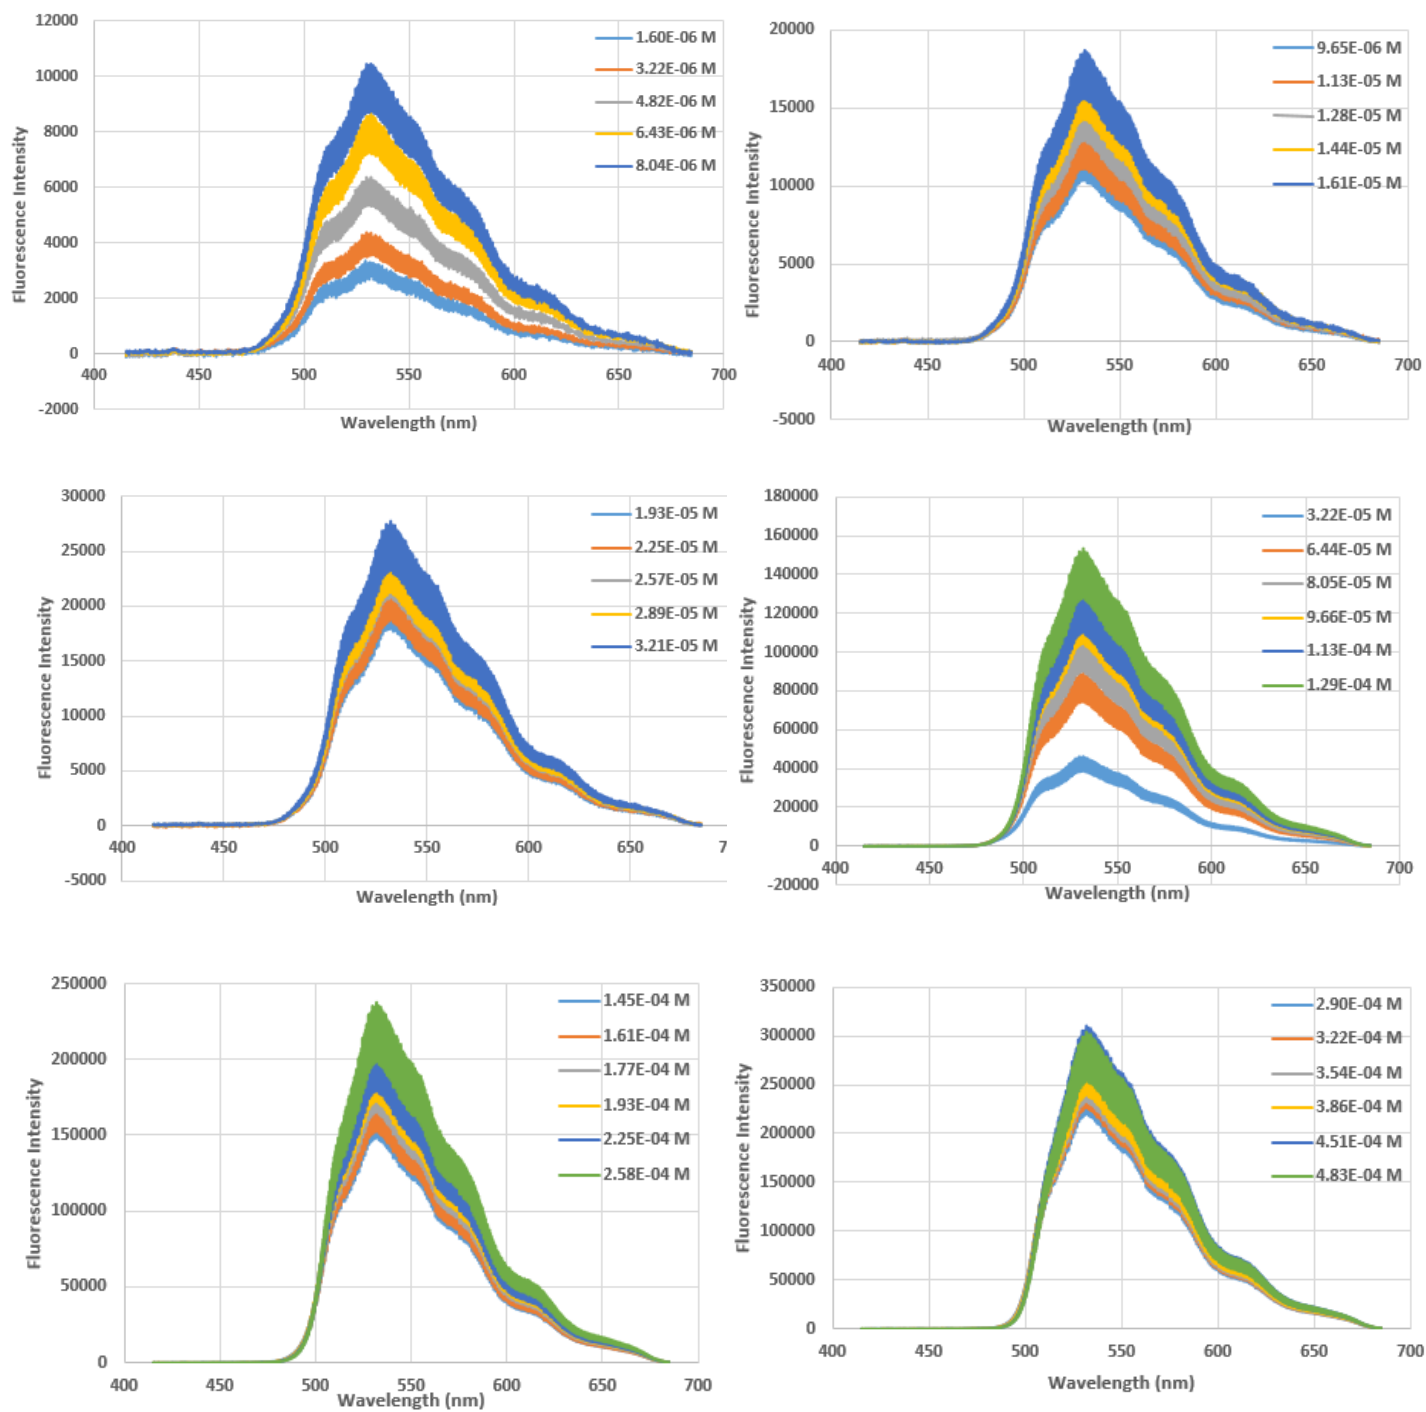 12000
10000
8000
6000
4000
2000
0
-2000
400
450
500
550
600
650
700
Fluorescence Intensity
Wavelength (nm)
1.60E-06 M
3.22E-06 M
4.82E-06 M
6.43E-06 M
8.04E-06 M
20000
15000
10000
5000
0
-5000
400
450
500
550
600
650
700
Fluorescence Intensity
Wavelength (nm)
9.65E-06 M
1.13E-05 M
1.28E-05 M
1.44E-05 M
1.61E-05 M
30000
25000
20000
15000
10000
5000
0
-5000
400
450
500
550
600
650
7
Fluorescence Intensity
Wavelength (nm)
1.93E-05 M
2.25E-05 M
2.57E-05 M
2.89E-05 M
3.21E-05 M
180000
160000
140000
120000
100000
80000
60000
40000
20000
0
-20000
400
450
500
550
600
650
700
Fluorescence Intensity
Wavelength (nm)
3.22E-05 M
6.44E-05 M
8.05E-05 M
9.66E-05 M
1.13E-04 M
1.29E-04 M
250000
200000
150000
100000
50000
0
400
450
500
550
600
650
700
Fluorescence Intensity
Wavelength (nm)
1.45E-04 M
1.61E-04 M
1.77E-04 M
1.93E-04 M
2.25E-04 M
2.58E-04 M
350000
300000
250000
200000
150000
100000
50000
0
400
450
500
550
600
650
700
Fluorescence Intensity
Wavelength (nm)
2.90E-04 M
3.22E-04 M
3.54E-04 M
3.86E-04 M
4.51E-04 M
4.83E-04 M